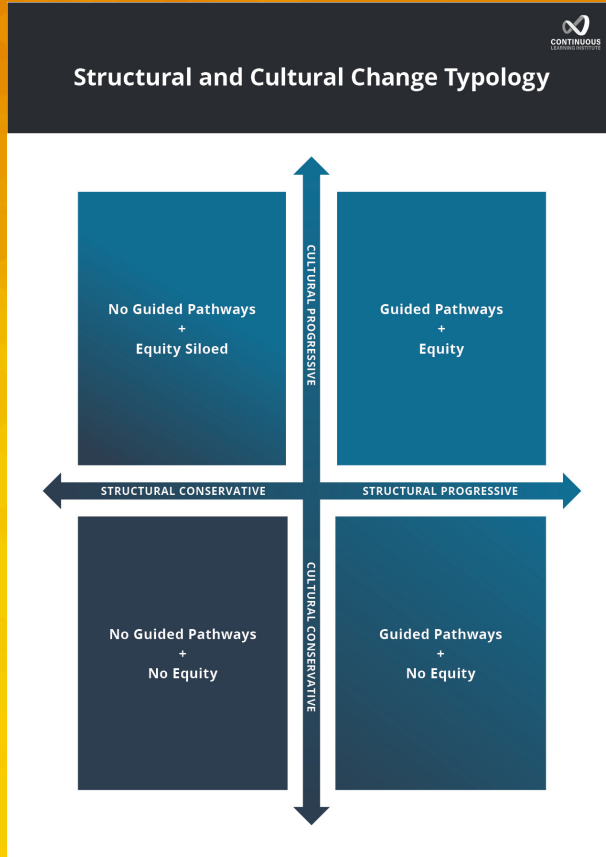 CONTINUOUS
LEARNING INSTITUTE
Structural and Cultural Change Typology
CULTURAL PROGRESSIVE
No Guided Pathways
+
Equity Siloed
Guided Pathways
+
Equity
STRUCTURAL CONSERVATIVE
STRUCTURAL PROGRESSIVE
CULTURAL CONSERVATIVE
No Guided Pathways
+
No Equity
Guided Pathways
+
No Equity